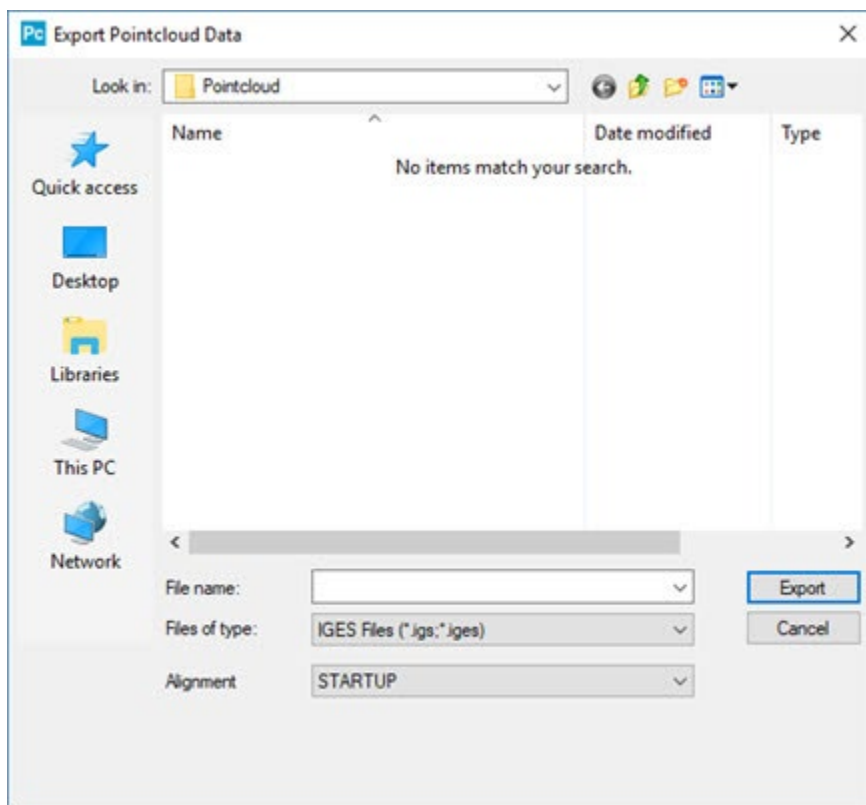 Pc Export Pointcloud Data
Look in: Pointcloud
Name Date modified Type
No items match your search.
Quick access
Desktop
Libraries
This PC
Network
File name: Export
Files of type: IGES Files (*.igs;*.iges) Cancel
Alignment STARTUP